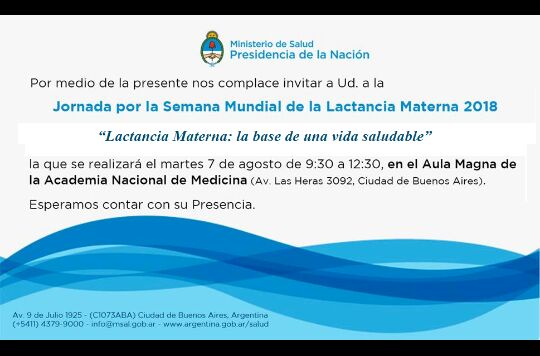 Ministerio de Salud
Presidencia de la Nación
Por medio de la presente nos complace invitar a Ud. a la
Jornada por la Semana Mundial de la Lactancia Materna 2018
“Lactancia Materna: la base de una vida saludable”
la que se realizará el martes 7 de agosto de 9:30 a 12:30, en el Aula Magna de
la Academia Nacional de Medicina (Av. Las Heras 3092, Ciudad de Buenos Aires).
Esperamos contar con su Presencia.
Av. 9 de Julio 1925 - (C1073ABA) Ciudad de Buenos Aires, Argentina
(+5411) 4379-9000 - info@msal.gob.ar - www.argentina.gob.ar/salud